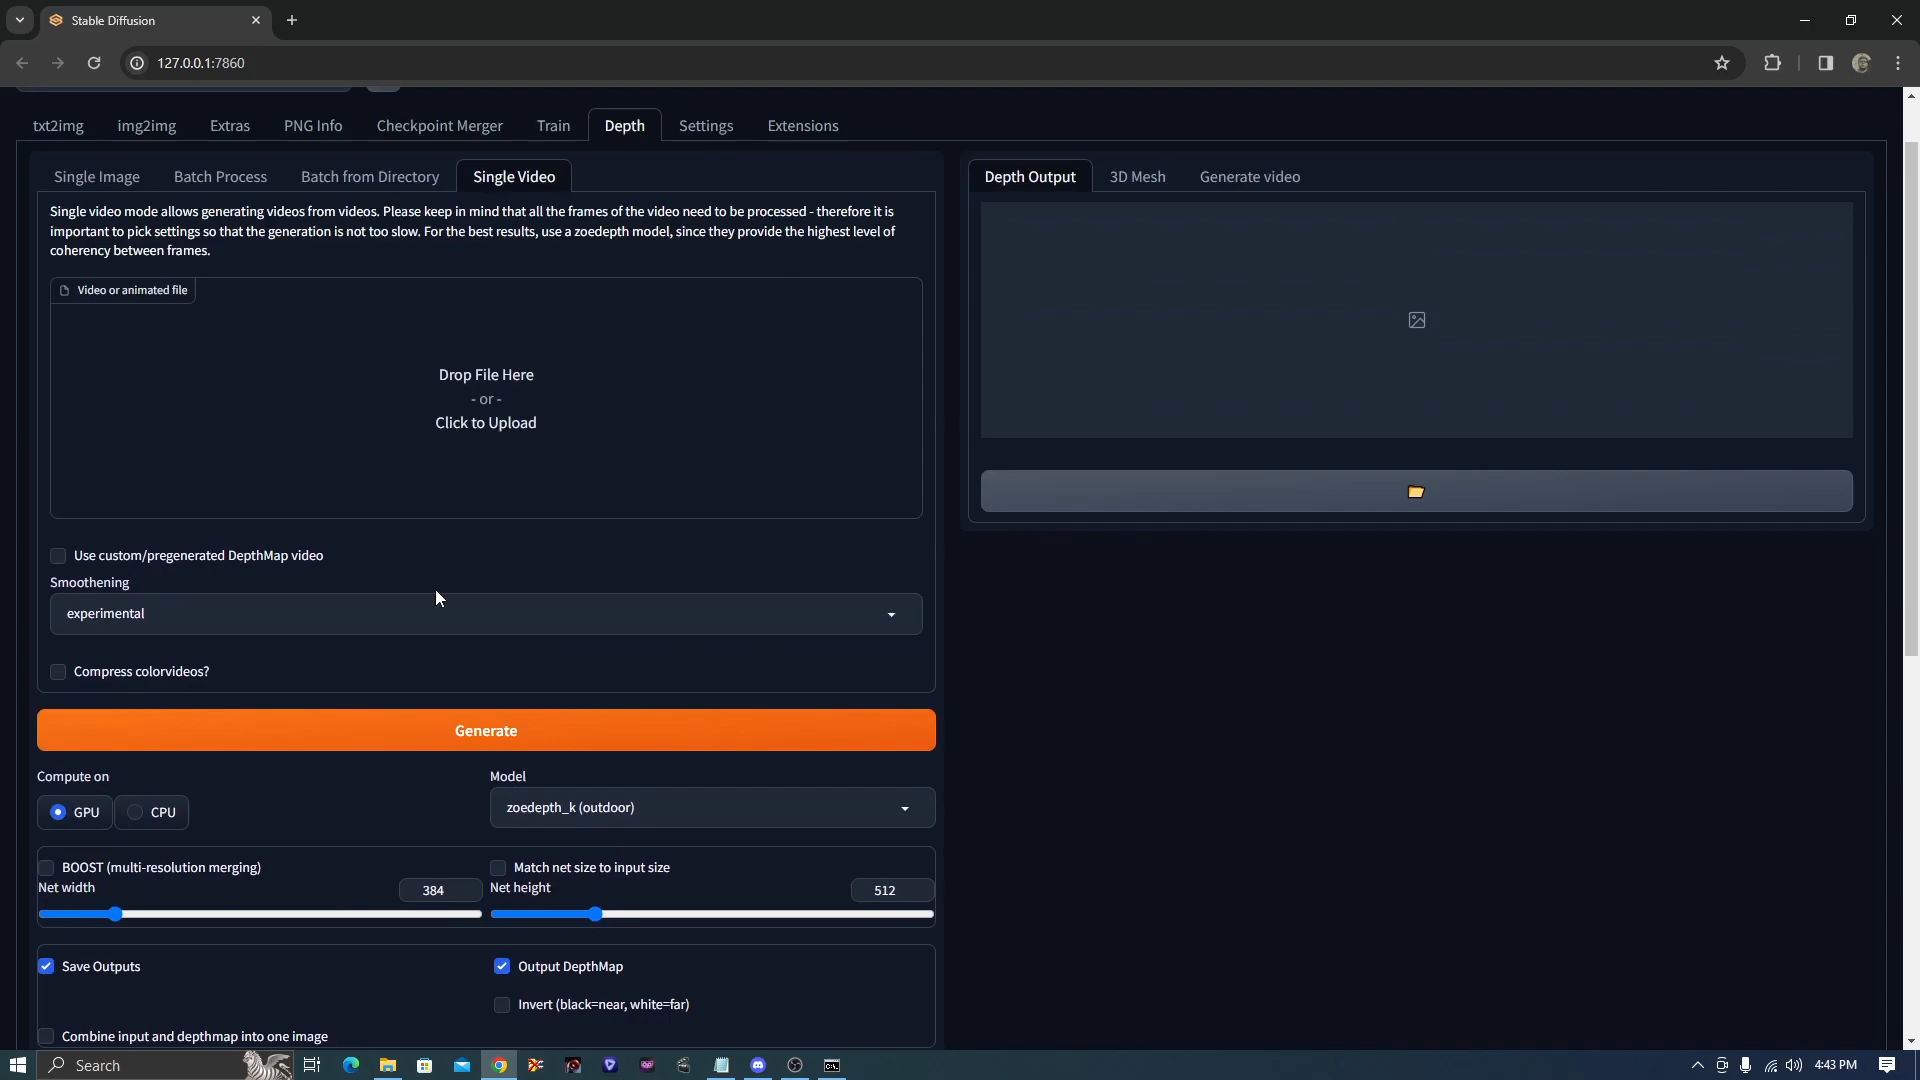 Stable Diffusion
127.0.0.1:7860
txt2img
img2img
Extras
PNG Info
Checkpoint Merger
Train
Depth
Settings
Extensions
Single Image
Batch Process
Batch from Directory
Single Video
Single video mode allows generating videos from videos. Please keep in mind that all the frames of the video need to be processed - therefore it is
important to pick settings so that the generation is not too slow. For the best results, use a zoedepth model, since they provide the highest level of
coherency between frames.
Video or animated file
Drop File Here
- or -
Click to Upload
Use custom/pregenerated DepthMap video
Smoothening
experimental
Compress colorvideos?
Generate
Compute on
GPU
CPU
Model
zoedepth_k (outdoor)
BOOST (multi-resolution merging)
Net width
384
Match net size to input size
Net height
512
Save Outputs
Output DepthMap
Invert (black=near, white=far)
Combine input and depthmap into one image
Depth Output
3D Mesh
Generate video
Search
4:43 PM